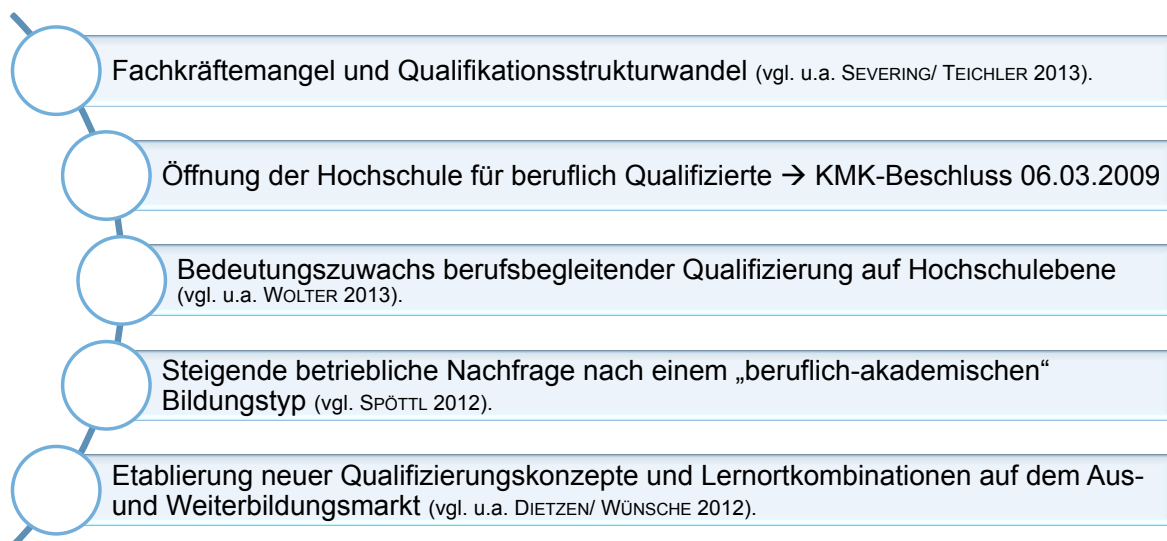 Fachkräftemangel und Qualifikationsstrukturwandel (vgl. u.a. SEVERING/ TEICHLER 2013).
Öffnung der Hochschule für beruflich Qualifizierte → KMK-Beschluss 06.03.2009
Bedeutungszuwachs berufsbegleitender Qualifizierung auf Hochschulebene
(vgl. u.a. WOLTER 2013).
Steigende betriebliche Nachfrage nach einem „beruflich-akademischen“
Bildungstyp (vgl. SPÖTTL 2012).
Etablierung neuer Qualifizierungskonzepte und Lernortkombinationen auf dem Aus-
und Weiterbildungsmarkt (vgl. u.a. DIETZEN/ WÜNSCHE 2012).